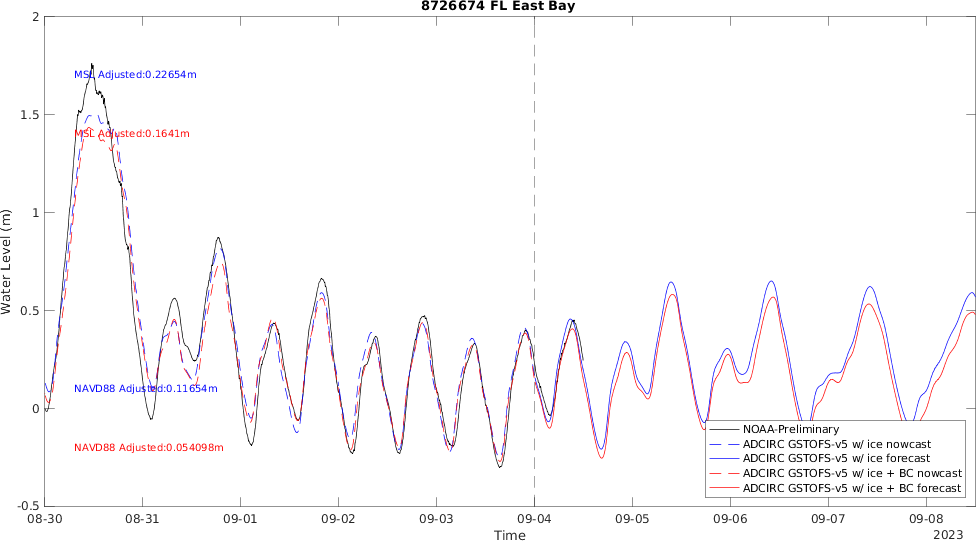 8726674 FL East Bay
2
1.5
1
0.5
0
-0.5
Water Level (m)
MSL Adjusted:0.22654m
MSL Adjusted:0.1641m
NAVD88 Adjusted:0.11654m
NAVD88 Adjusted:0.054098m
NOAA-Preliminary
ADCIRC GSTOFS-v5 w/ ice nowcast
ADCIRC GSTOFS-v5 w/ ice forecast
ADCIRC GSTOFS-v5 w/ ice + BC nowcast
ADCIRC GSTOFS-v5 w/ ice + BC forecast
08-30 08-31 09-01 09-02 09-03 09-04 09-05 09-06 09-07 09-08
Time
2023